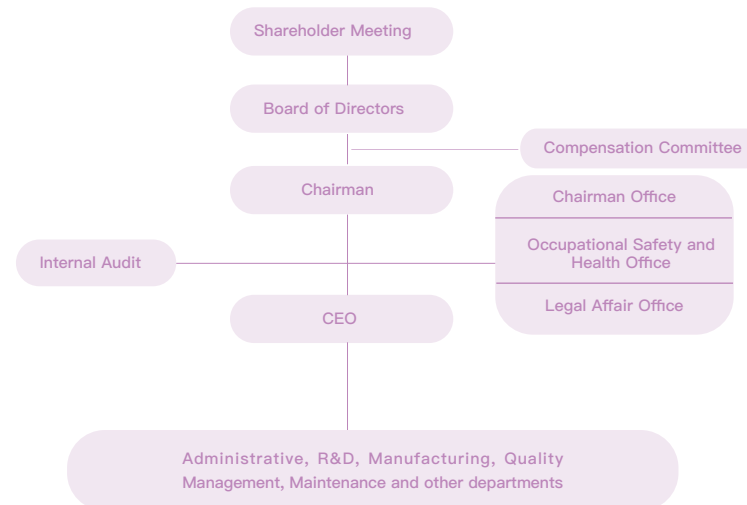 Shareholder Meeting
Board of Directors
Compensation Committee
Chairman
Chairman Office
Occupational Safety and
Health Office
Internal Audit
Legal Affair Office
CEO
Administrative, R&D, Manufacturing, Quality
Management, Maintenance and other departments